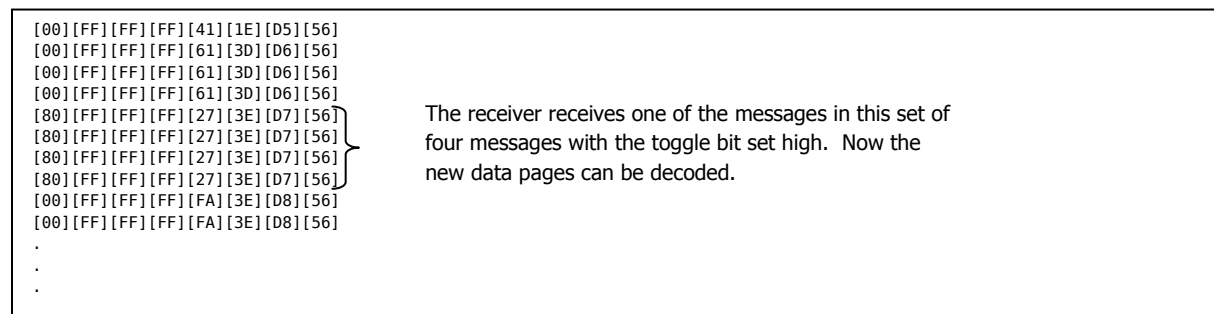 [00][FF][FF][FF][41][1E][D5][56]
[00][FF][FF][FF][61][3D][D6][56]
[00][FF][FF][FF][61][3D][D6][56]
[00][FF][FF][FF][61][3D][D6][56]
[80][FF][FF][FF][27][3E][D7][56]
[80][FF][FF][FF][27][3E][D7][56]
[80][FF][FF][FF][27][3E][D7][56]
[80][FF][FF][FF][27][3E][D7][56]
[00][FF][FF][FF][FA][3E][D8][56]
[00][FF][FF][FF][FA][3E][D8][56]
.
.
.
The receiver receives one of the messages in this set of
four messages with the toggle bit set high. Now the
new data pages can be decoded.